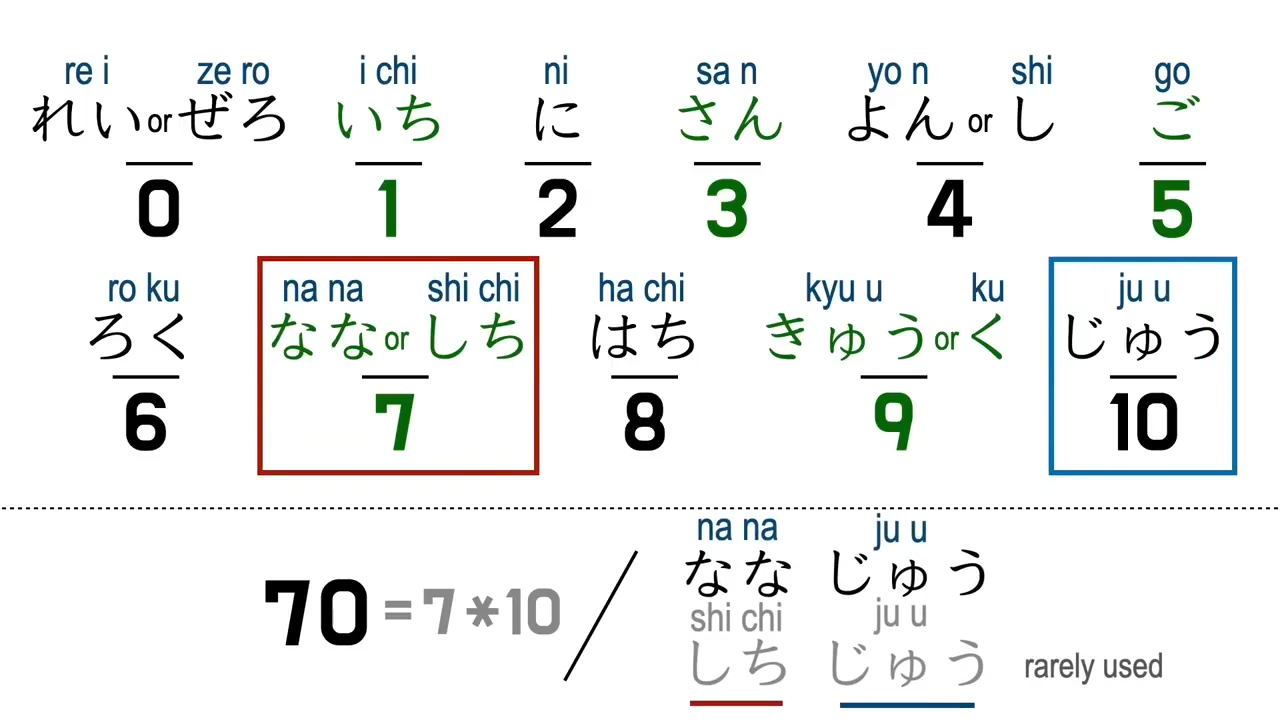 re i ze ro i chi ni sa n yo n shi go
れい or ぜろ いち に さん よん or し ご
0 1 2 3 4 5
ro ku na na shi chi ha chi kyu u ku ju u
ろく なな or しち はち きゅう or く じゅう
6 7 8 9 10
na na ju u
なな じゅう
70 = 7 * 10 /
shi chi ju u
しち じゅう rarely used